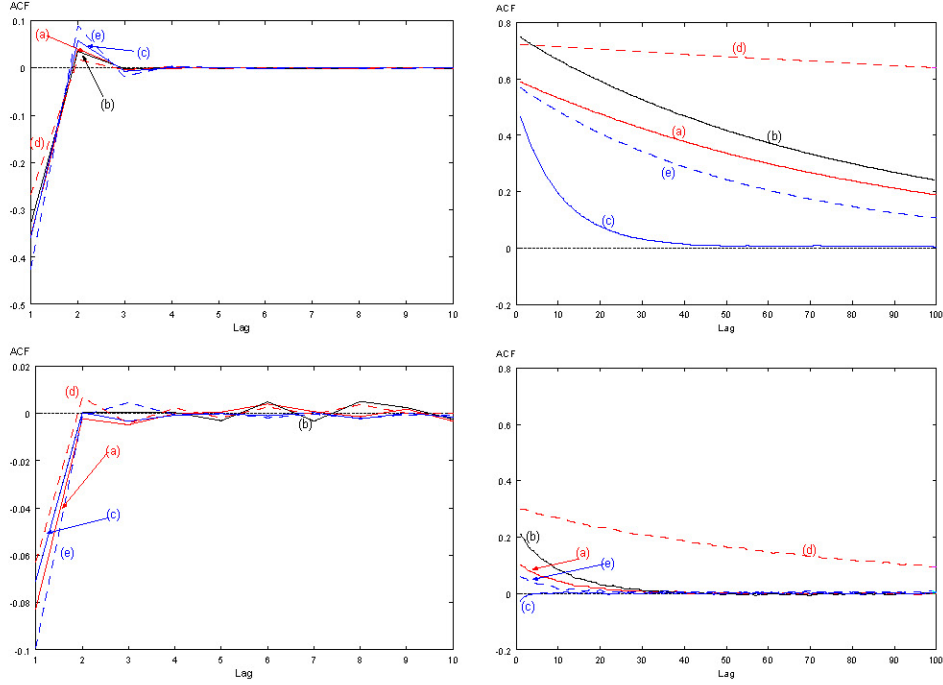 ACF
0.1
0
-0.1
-0.2
-0.3
-0.4
-0.5
(a)
(e)
(c)
(b)
(d)
1 2 3 4 5 6 7 8 9 10
Lag
ACF
0.8
0.6
0.4
0.2
0
-0.2
(d)
(b)
(a)
(e)
(c)
0 10 20 30 40 50 60 70 80 90 100
Lag
ACF
0.02
0
-0.02
-0.04
-0.06
-0.08
-0.1
(d)
(b)
(a)
(c)
(e)
1 2 3 4 5 6 7 8 9 10
Lag
ACF
0.8
0.6
0.4
0.2
0
-0.2
(b)
(a)
(e)
(d)
(c)
0 10 20 30 40 50 60 70 80 90 100
Lag